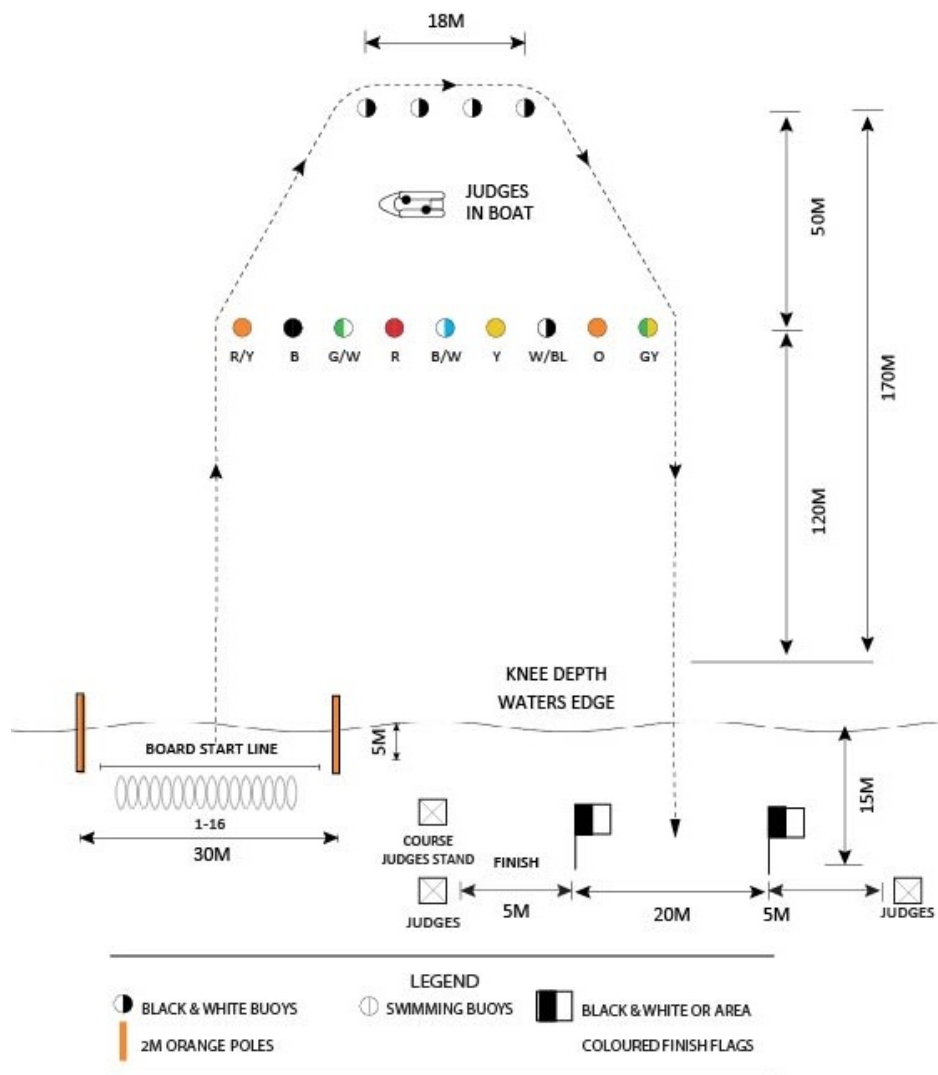 18M
JUDGES
IN BOAT
50M
170M
R/Y B G/W R B/W Y W/BL O GY
120M
KNEE DEPTH
WATERS EDGE
BOARD START LINE
5M
15M
1-16
30M
COURSE
JUDGES STAND
FINISH
JUDGES
5M
20M
5M
JUDGES
LEGEND
BLACK & WHITE BUOYS
SWIMMING BUOYS
BLACK & WHITE OR AREA
2M ORANGE POLES
COLOURED FINISH FLAGS